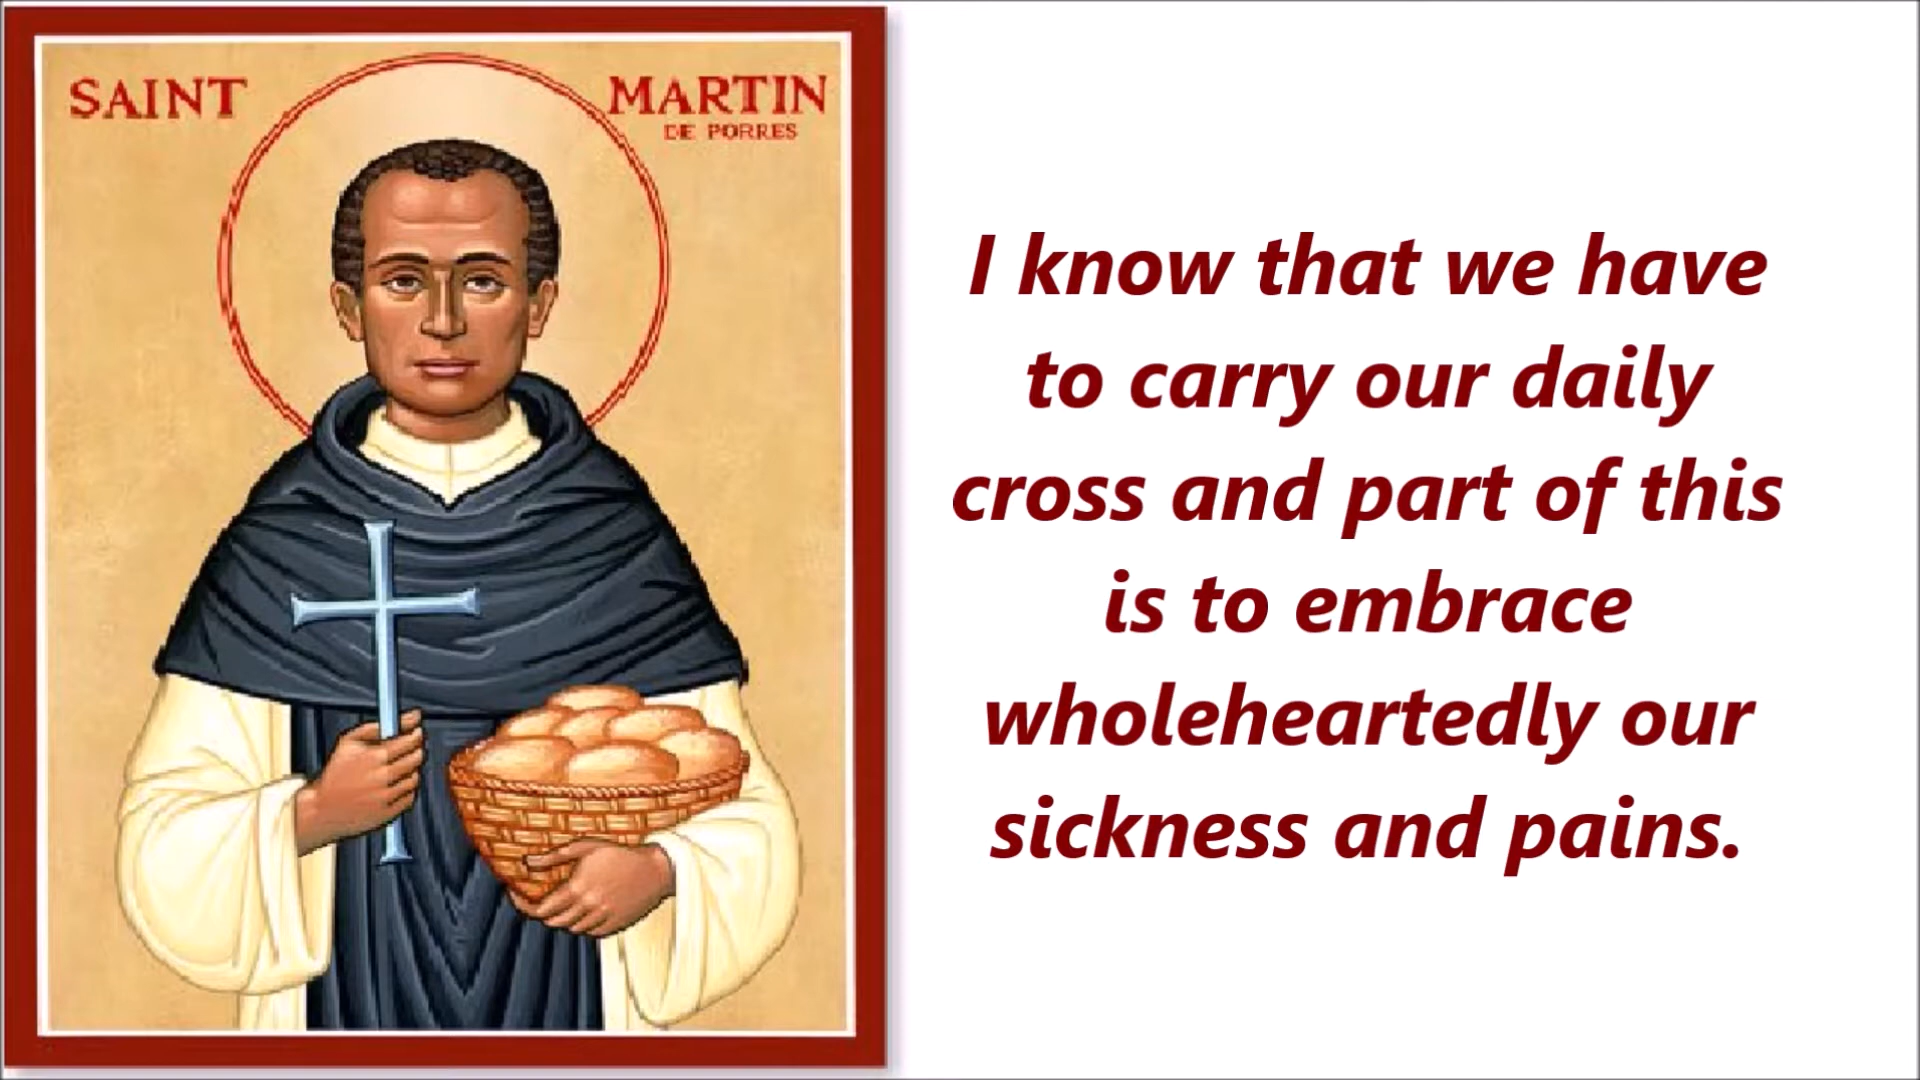 SAINT MARTIN
DE PORRES
I know that we have
to carry our daily
cross and part of this
is to embrace
wholeheartedly our
sickness and pains.